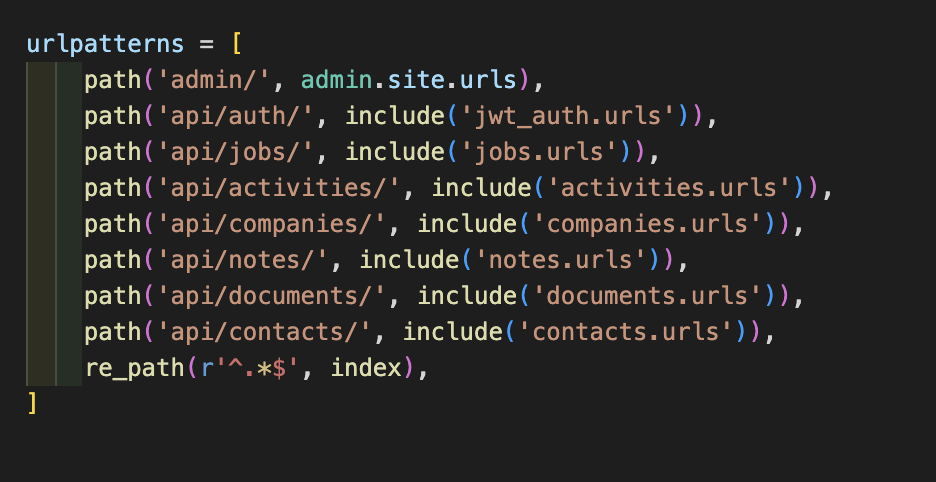 urlpatterns = [
    path('admin/', admin.site.urls),
    path('api/auth/', include('jwt_auth.urls')),
    path('api/jobs/', include('jobs.urls')),
    path('api/activities/', include('activities.urls')),
    path('api/companies/', include('companies.urls')),
    path('api/notes/', include('notes.urls')),
    path('api/documents/', include('documents.urls')),
    path('api/contacts/', include('contacts.urls')),
    re_path(r'^.*$', index),
]